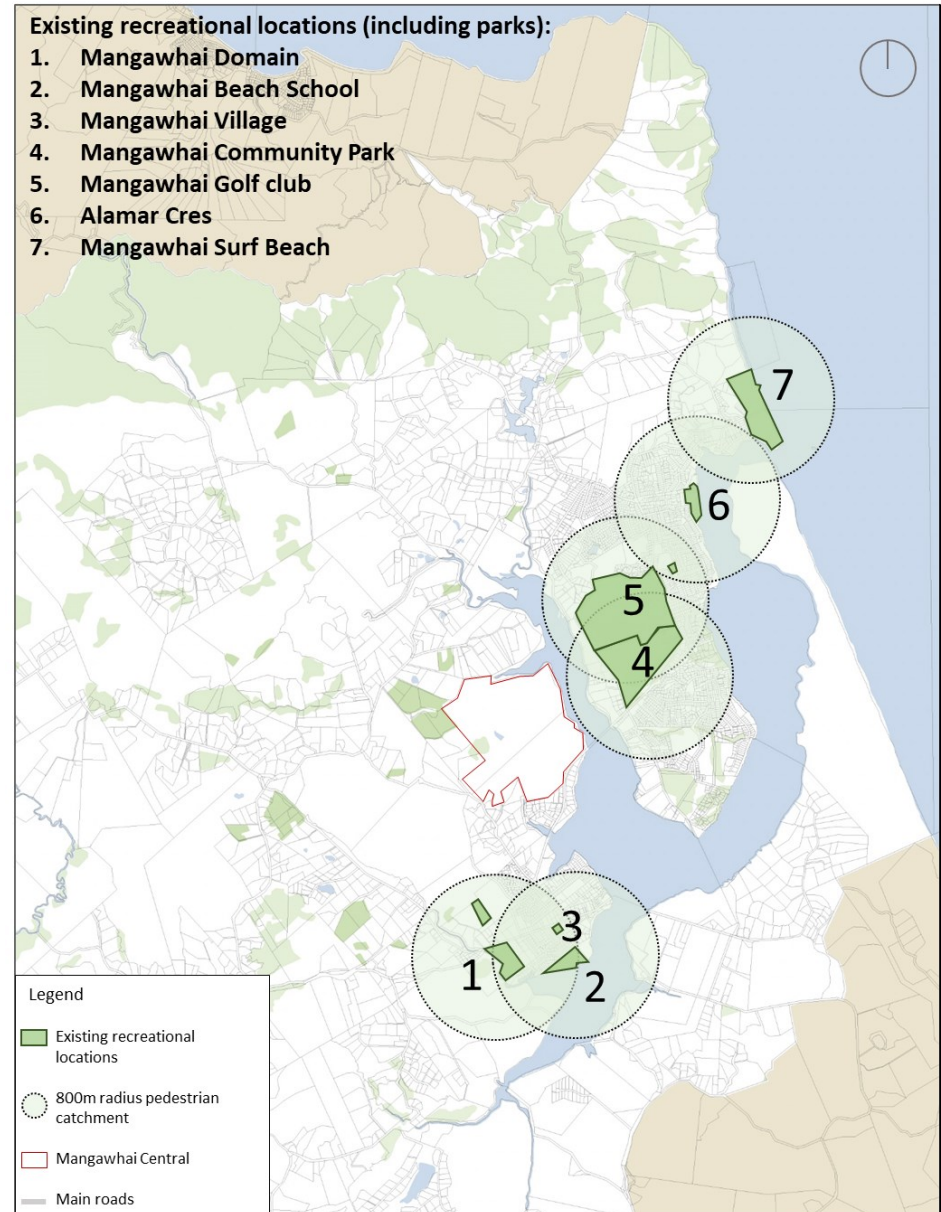 Existing recreational locations (including parks):
1. Mangawhai Domain
2. Mangawhai Beach School
3. Mangawhai Village
4. Mangawhai Community Park
5. Mangawhai Golf club
6. Alamar Cres
7. Mangawhai Surf Beach
7
6
5
4
3
1
2
Legend
Existing recreational
locations
800m radius pedestrian
catchment
Mangawhai Central
Main roads